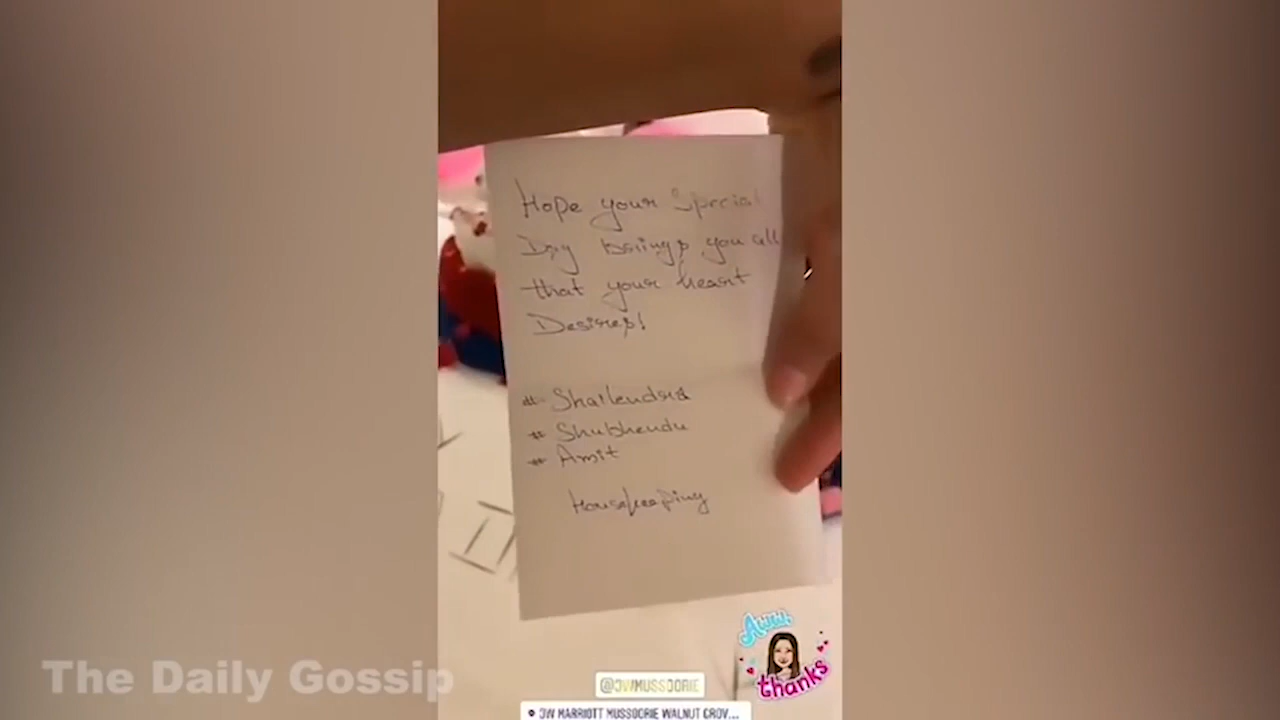 Hope your Special
Day brings you all
that your heart
Desires!
# Shailendra
# Shubhendu
# Amit
Housekeeping
Aww
thanks
@JWMUSSOORIE
JW MARRIOTT MUSSOORIE WALNUT GROV...
The Daily Gossip